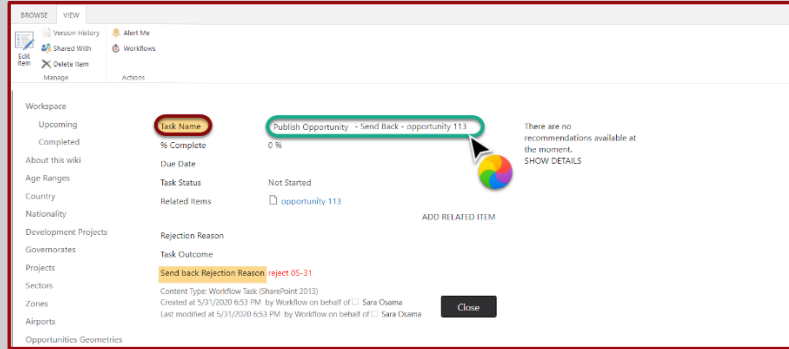 BROWSE VIEW
Version History
Shared With
Delete Item
Edit Item
Manage
Alert Me
Workflows
Actions
Workspace
Upcoming
Completed
About this wiki
Age Ranges
Country
Nationality
Development Projects
Governorates
Projects
Sectors
Zones
Airports
Opportunities Geometries
Task Name Publish Opportunity - Send Back - opportunity 113
% Complete 0 %
Due Date
Task Status Not Started
Related Items opportunity 113
ADD RELATED ITEM
Rejection Reason
Task Outcome
Send back Rejection Reason reject 05-31
Content Type: Workflow Task (SharePoint 2013)
Created at 5/31/2020 6:53 PM by Workflow on behalf of Sara Osama
Last modified at 5/31/2020 6:53 PM by Workflow on behalf of Sara Osama
Close
There are no
recommendations available at
the moment.
SHOW DETAILS